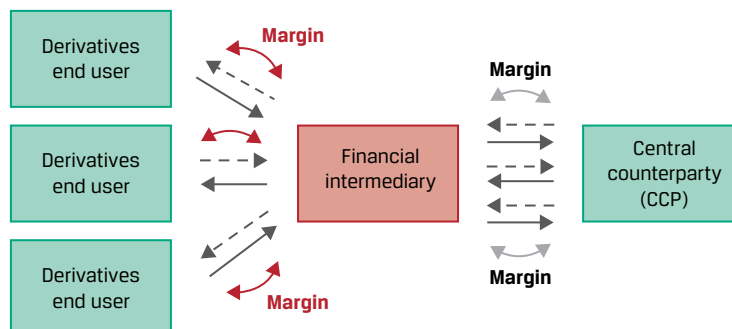 Derivatives
end user
Margin
Margin
Derivatives
end user
Financial
intermediary
Central
counterparty
(CCP)
Derivatives
end user
Margin
Margin